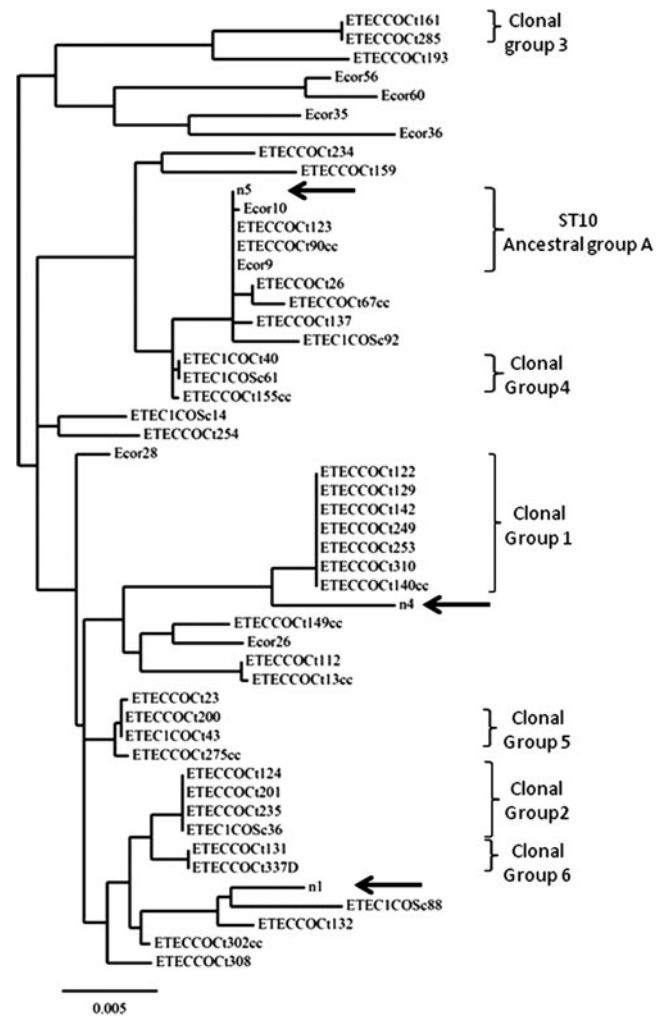 ETECCOCt161
ETECCOCt285
Clonal
group 3
ETECCOCt193
Ecor56
Ecor60
Ecor35
Ecor36
ETECCOCt234
ETECCOCt159
n5
Ecor10
ETECCOCt123
ETECCOCt90cc
Ecor9
ST10
Ancestral group A
ETECCOCt26
ETECCOCt67cc
ETECCOCt137
ETEC1COSc92
ETEC1COCt40
ETEC1COSc61
ETECCOCt155cc
Clonal
Group4
ETEC1COSc14
ETECCOCt254
Ecor28
ETECCOCt122
ETECCOCt129
ETECCOCt142
ETECCOCt249
ETECCOCt253
ETECCOCt310
ETECCOCt140cc
Clonal
Group 1
n4
ETECCOCt149cc
Ecor26
ETECCOCt112
ETECCOCt13cc
ETECCOCt23
ETECCOCt200
ETEC1COCt43
ETECCOCt275cc
Clonal
Group 5
ETECCOCt124
ETECCOCt201
ETECCOCt235
ETEC1COSc36
Clonal
Group2
ETECCOCt131
ETECCOCt337D
Clonal
Group 6
n1
ETEC1COSc88
ETECCOCt132
ETECCOCt302cc
ETECCOCt308
0.005